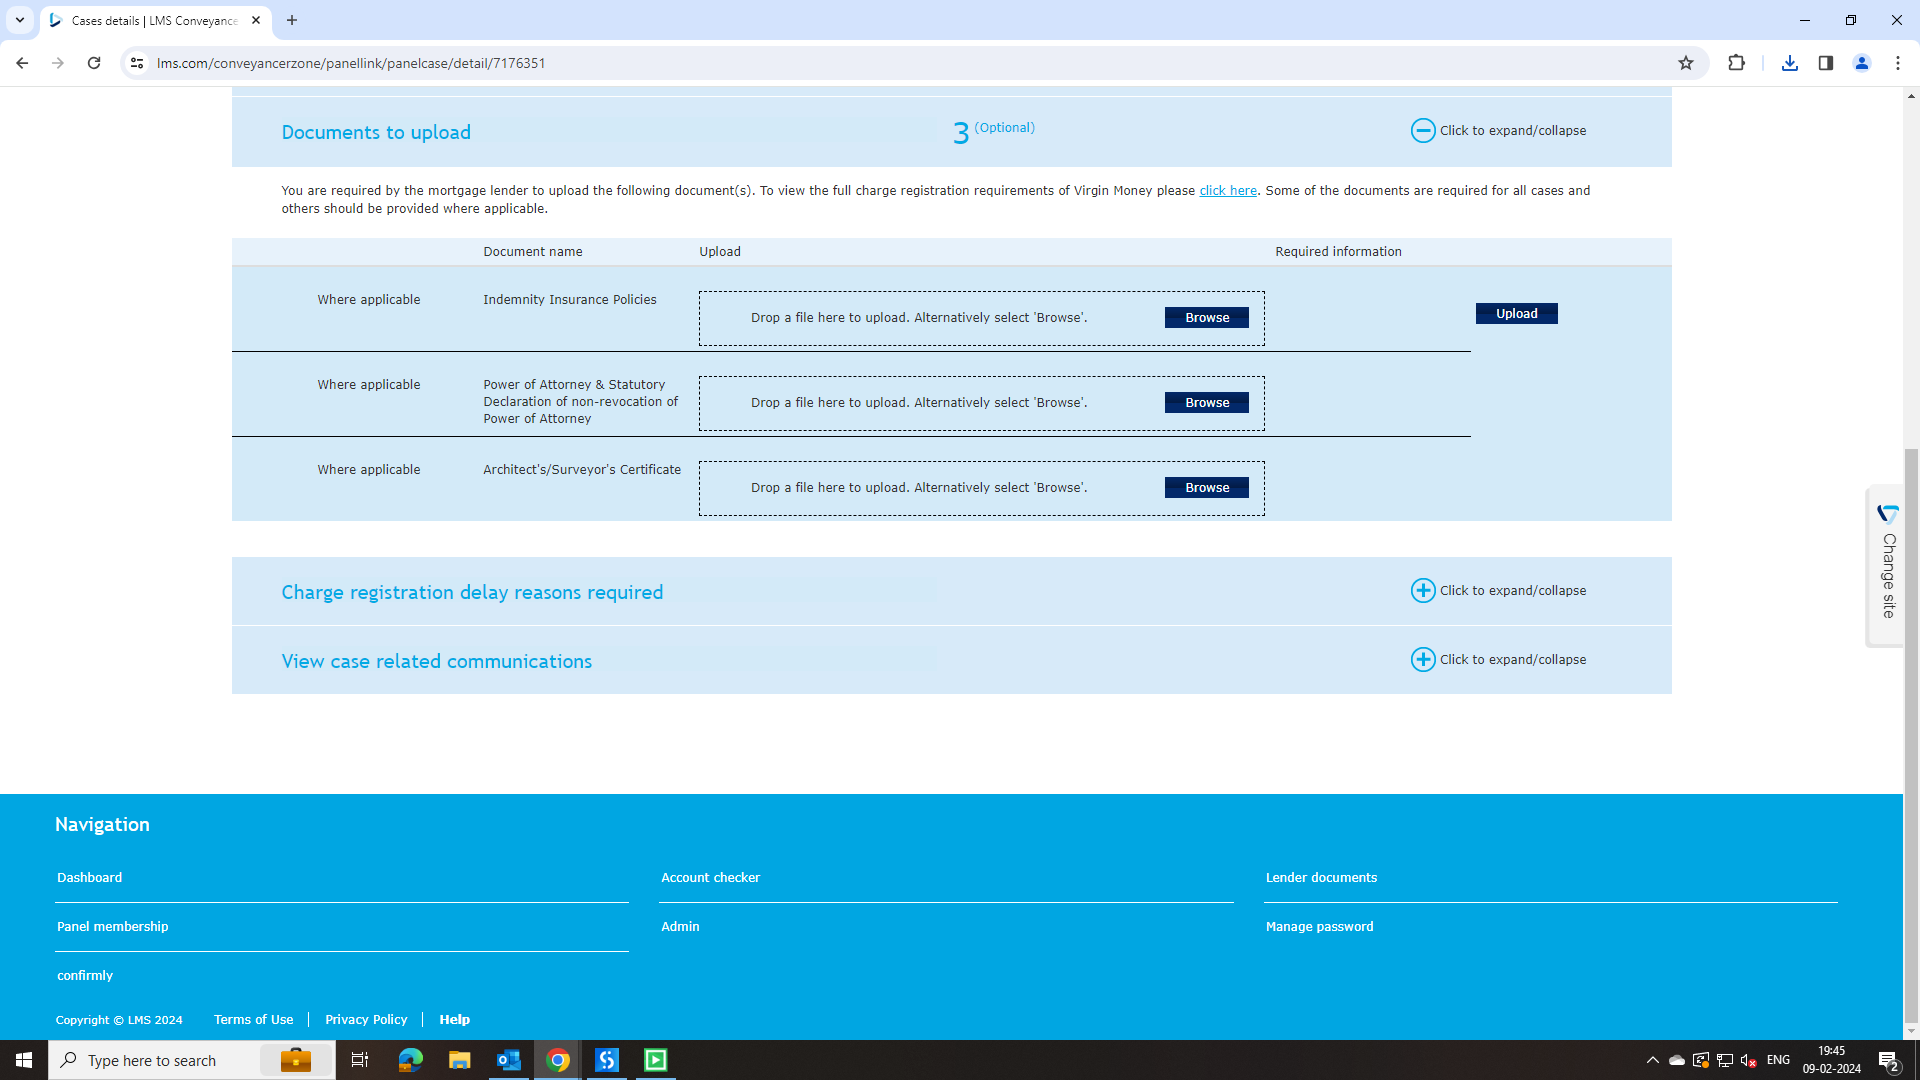 Cases details | LMS Conveyance
lms.com/conveyancerzone/panellink/panelcase/detail/7176351
Documents to upload
3 (Optional)
Click to expand/collapse
You are required by the mortgage lender to upload the following document(s). To view the full charge registration requirements of Virgin Money please click here. Some of the documents are required for all cases and
others should be provided where applicable.
Document name Upload Required information
Where applicable Indemnity Insurance Policies Drop a file here to upload. Alternatively select 'Browse'. Browse Upload
Where applicable Power of Attorney & Statutory
Declaration of non-revocation of
Power of Attorney
Drop a file here to upload. Alternatively select 'Browse'. Browse
Where applicable Architect's/Surveyor's Certificate Drop a file here to upload. Alternatively select 'Browse'. Browse
Change site
Charge registration delay reasons required Click to expand/collapse
View case related communications Click to expand/collapse
Navigation
Dashboard Account checker Lender documents
Panel membership Admin Manage password
confirmly
Copyright © LMS 2024 Terms of Use Privacy Policy Help
Type here to search
ENG
19:45
09-02-2024
2